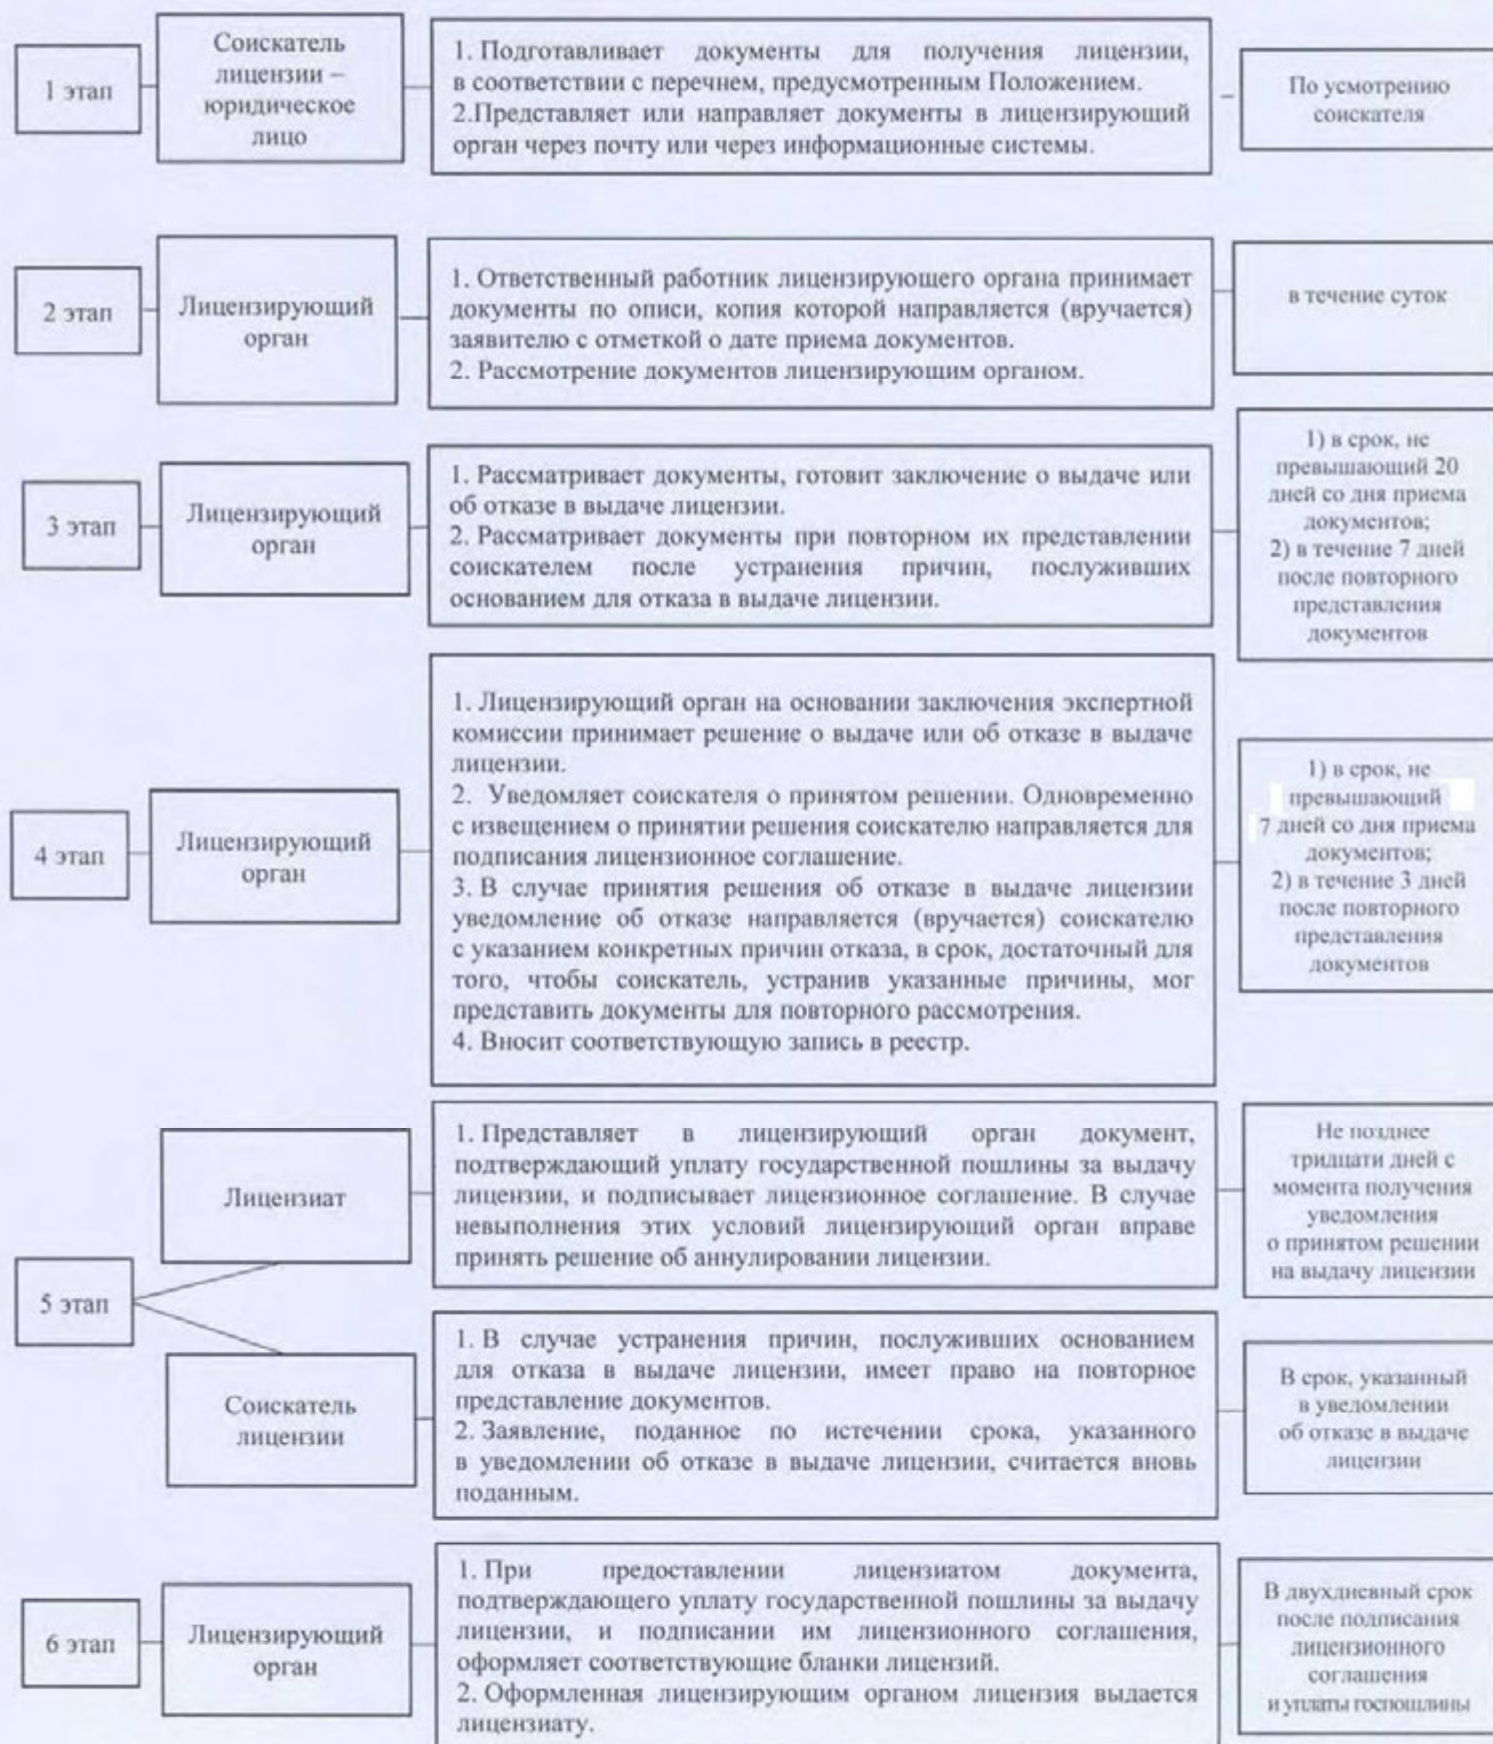 1 этап
Соискатель
лицензии –
юридическое
лицо
1. Подготавливает документы для получения лицензии,
в соответствии с перечнем, предусмотренным Положением.
2.Представляет или направляет документы в лицензирующий
орган через почту или через информационные системы.
По усмотрению
соискателя
2 этап
Лицензирующий
орган
1. Ответственный работник лицензирующего органа принимает
документы по описи, копия которой направляется (вручается)
заявителю с отметкой о дате приема документов.
2. Рассмотрение документов лицензирующим органом.
в течение суток
3 этап
Лицензирующий
орган
1. Рассматривает документы, готовит заключение о выдаче или
об отказе в выдаче лицензии.
2. Рассматривает документы при повторном их представлении
соискателем после устранения причин, послуживших
основанием для отказа в выдаче лицензии.
1) в срок, не
превышающий 20
дней со дня приема
документов;
2) в течение 7 дней
после повторного
представления
документов
4 этап
Лицензирующий
орган
1. Лицензирующий орган на основании заключения экспертной
комиссии принимает решение о выдаче или об отказе в выдаче
лицензии.
2. Уведомляет соискателя о принятом решении. Одновременно
с извещением о принятии решения соискателю направляется для
подписания лицензионное соглашение.
3. В случае принятия решения об отказе в выдаче лицензии
уведомление об отказе направляется (вручается) соискателю
с указанием конкретных причин отказа, в срок, достаточный для
того, чтобы соискатель, устранив указанные причины, мог
представить документы для повторного рассмотрения.
4. Вносит соответствующую запись в реестр.
1) в срок, не
превышающий
7 дней со дня приема
документов;
2) в течение 3 дней
после повторного
представления
документов
5 этап
Лицензиат
1. Представляет в лицензирующий орган документ,
подтверждающий уплату государственной пошлины за выдачу
лицензии, и подписывает лицензионное соглашение. В случае
невыполнения этих условий лицензирующий орган вправе
принять решение об аннулировании лицензии.
Не позднее
тридцати дней с
момента получения
уведомления
о принятом решении
на выдачу лицензии
Соискатель
лицензии
1. В случае устранения причин, послуживших основанием
для отказа в выдаче лицензии, имеет право на повторное
представление документов.
2. Заявление, поданное по истечении срока, указанного
в уведомлении об отказе в выдаче лицензии, считается вновь
поданным.
В срок, указанный
в уведомлении
об отказе в выдаче
лицензии
6 этап
Лицензирующий
орган
1. При предоставлении лицензиатом документа,
подтверждающего уплату государственной пошлины за выдачу
лицензии, и подписании им лицензионного соглашения,
оформляет соответствующие бланки лицензий.
2. Оформленная лицензирующим органом лицензия выдается
лицензиату.
В двухдневный срок
после подписания
лицензионного
соглашения
и уплаты госпошлины